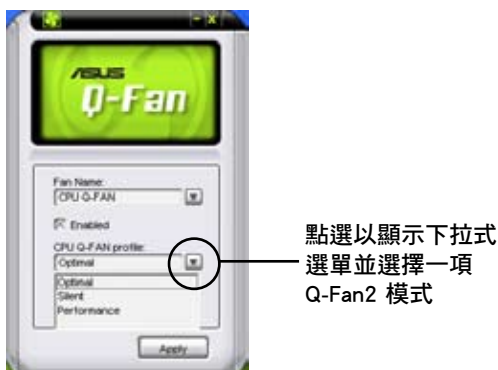 ASUS
Q-Fan
Fan Name:
CPU Q-FAN
Enabled
CPU Q-FAN profile:
Optimal
Optimal
Silent
Performance
Apply
點選以顯示下拉式
選單並選擇一項
Q-Fan2 模式